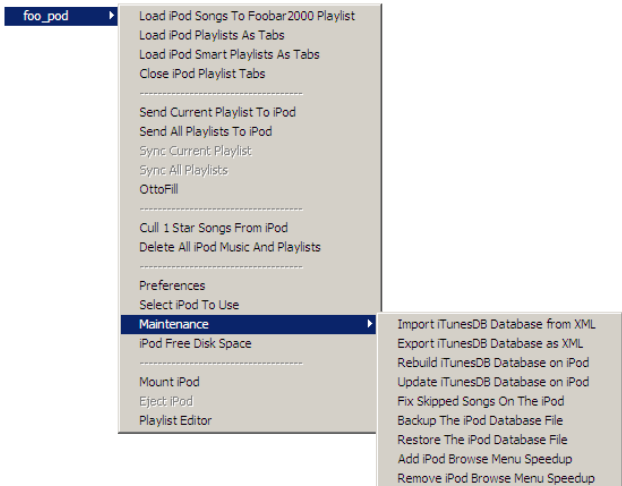 foo_pod
Load iPod Songs To Foobar2000 Playlist
Load iPod Playlists As Tabs
Load iPod Smart Playlists As Tabs
Close iPod Playlist Tabs
------------------------------------
Send Current Playlist To iPod
Send All Playlists To iPod
Sync Current Playlist
Sync All Playlists
OttoFill
------------------------------------
Cull 1 Star Songs From iPod
Delete All iPod Music And Playlists
------------------------------------
Preferences
Select iPod To Use
Maintenance
iPod Free Disk Space
------------------------------------
Mount iPod
Eject iPod
Playlist Editor
Import iTunesDB Database from XML
Export iTunesDB Database as XML
Rebuild iTunesDB Database on iPod
Update iTunesDB Database on iPod
Fix Skipped Songs On The iPod
Backup The iPod Database File
Restore The iPod Database File
Add iPod Browse Menu Speedup
Remove iPod Browse Menu Speedup